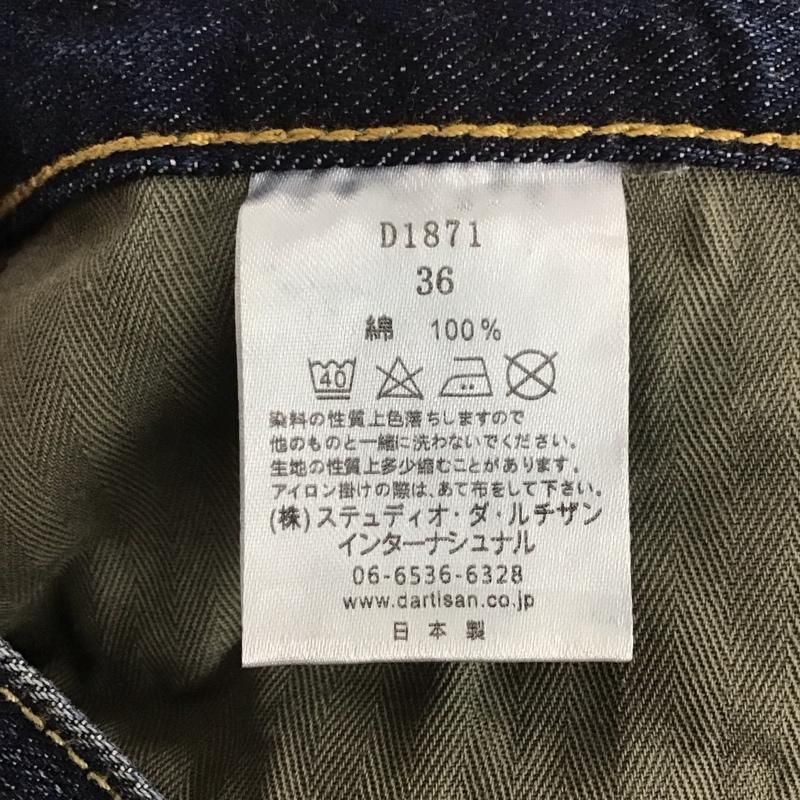 D1871
36
綿 100%
40
染料の性質上色落ちしますので
他のものと一緒に洗わないでください。
生地の性質上多少縮むことがあります。
アイロン掛けの際は、あて布をして下さい。
(株)ステュディオ・ダ・ルチザン
インターナショナル
06-6536-6328
www.dartisan.co.jp
日本製